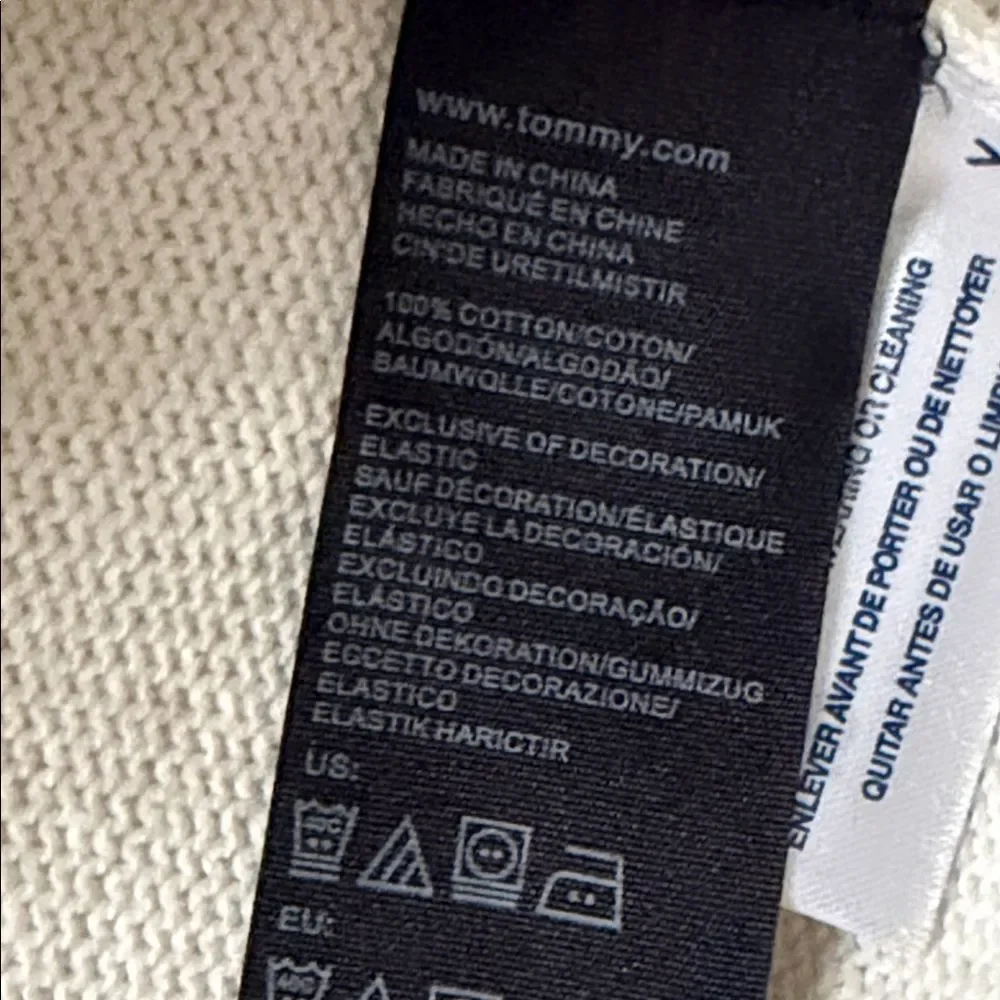 www.tommy.com
MADE IN CHINA
FABRIQUÉ EN CHINE
HECHO EN CHINA
CIN'DE URETILMISTIR
100% COTTON/COTON/
ALGODÓN/ALGODÃO/
BAUMWOLLE/COTONE/PAMUK
EXCLUSIVE OF DECORATION/
ELASTIC
SAUF DÉCORATION/ÉLASTIQUE
EXCLUYE LA DECORACIÓN/
ELÁSTICO
EXCLUINDO DECORAÇÃO/
ELÁSTICO
OHNE DEKORATION/GUMMIZUG
ECCETTO DECORAZIONE/
ELASTICO
ELASTIK HARICTIR
US:
EU:
OR CLEANING
ENLEVER AVANT DE PORTER OU DE NETTOYER
QUITAR ANTES DE USAR O